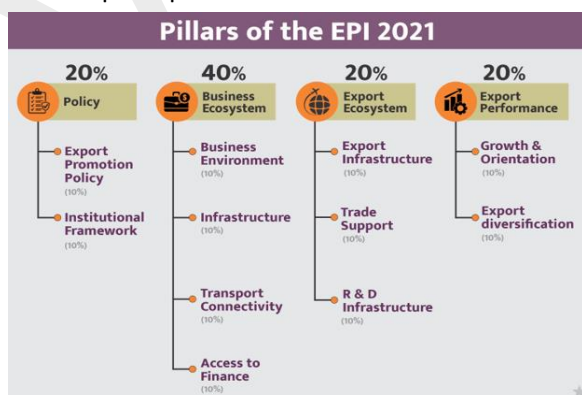 Pillars of the EPI 2021
20%
Policy
Export
Promotion
Policy
(10%)
Institutional
Framework
(10%)
40%
Business
Ecosystem
Business
Environment
(10%)
Infrastructure
(10%)
Transport
Connectivity
(10%)
Access to
Finance
(10%)
20%
Export
Ecosystem
Export
Infrastructure
(10%)
Trade
Support
(10%)
R & D
Infrastructure
(10%)
20%
Export
Performance
Growth &
Orientation
(10%)
Export
diversification
(10%)